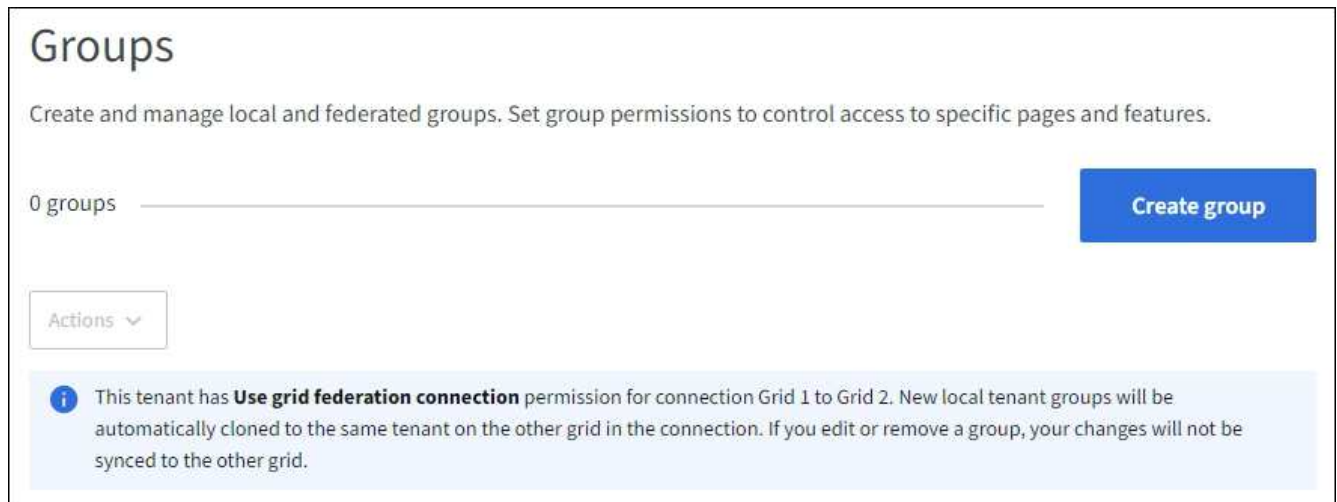 Groups
Create and manage local and federated groups. Set group permissions to control access to specific pages and features.
0 groups
Create group
Actions
This tenant has Use grid federation connection permission for connection Grid 1 to Grid 2. New local tenant groups will be
automatically cloned to the same tenant on the other grid in the connection. If you edit or remove a group, your changes will not be
synced to the other grid.